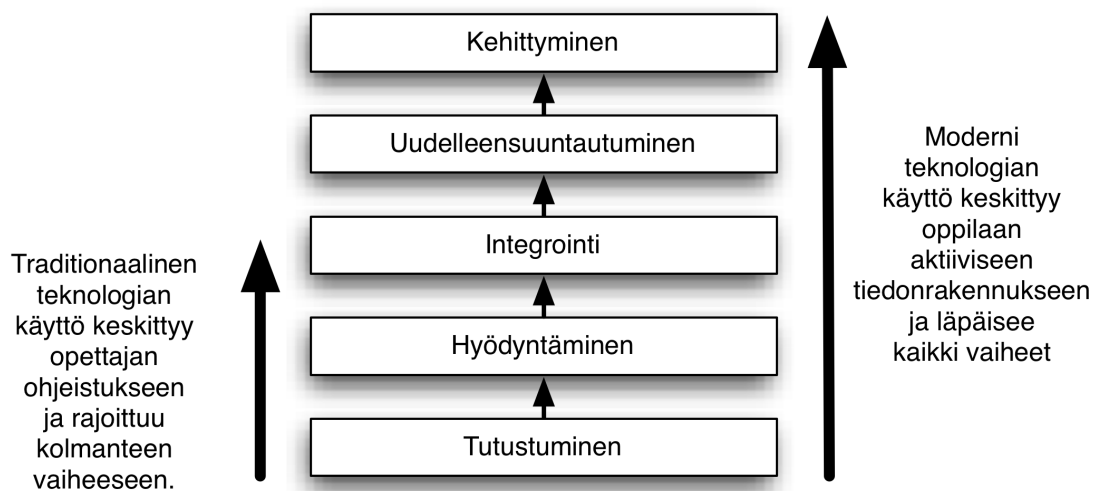 Kehittyminen
Uudelleensuuntautuminen
Integrointi
Hyödyntäminen
Tutustuminen
Traditionaalinen
teknologian
käyttö keskittyy
opettajan
ohjeistukseen
ja rajoittuu
kolmanteen
vaiheeseen.
Moderni
teknologian
käyttö keskittyy
oppilaan
aktiiviseen
tiedonrakennukseen
ja läpäisee
kaikki vaiheet